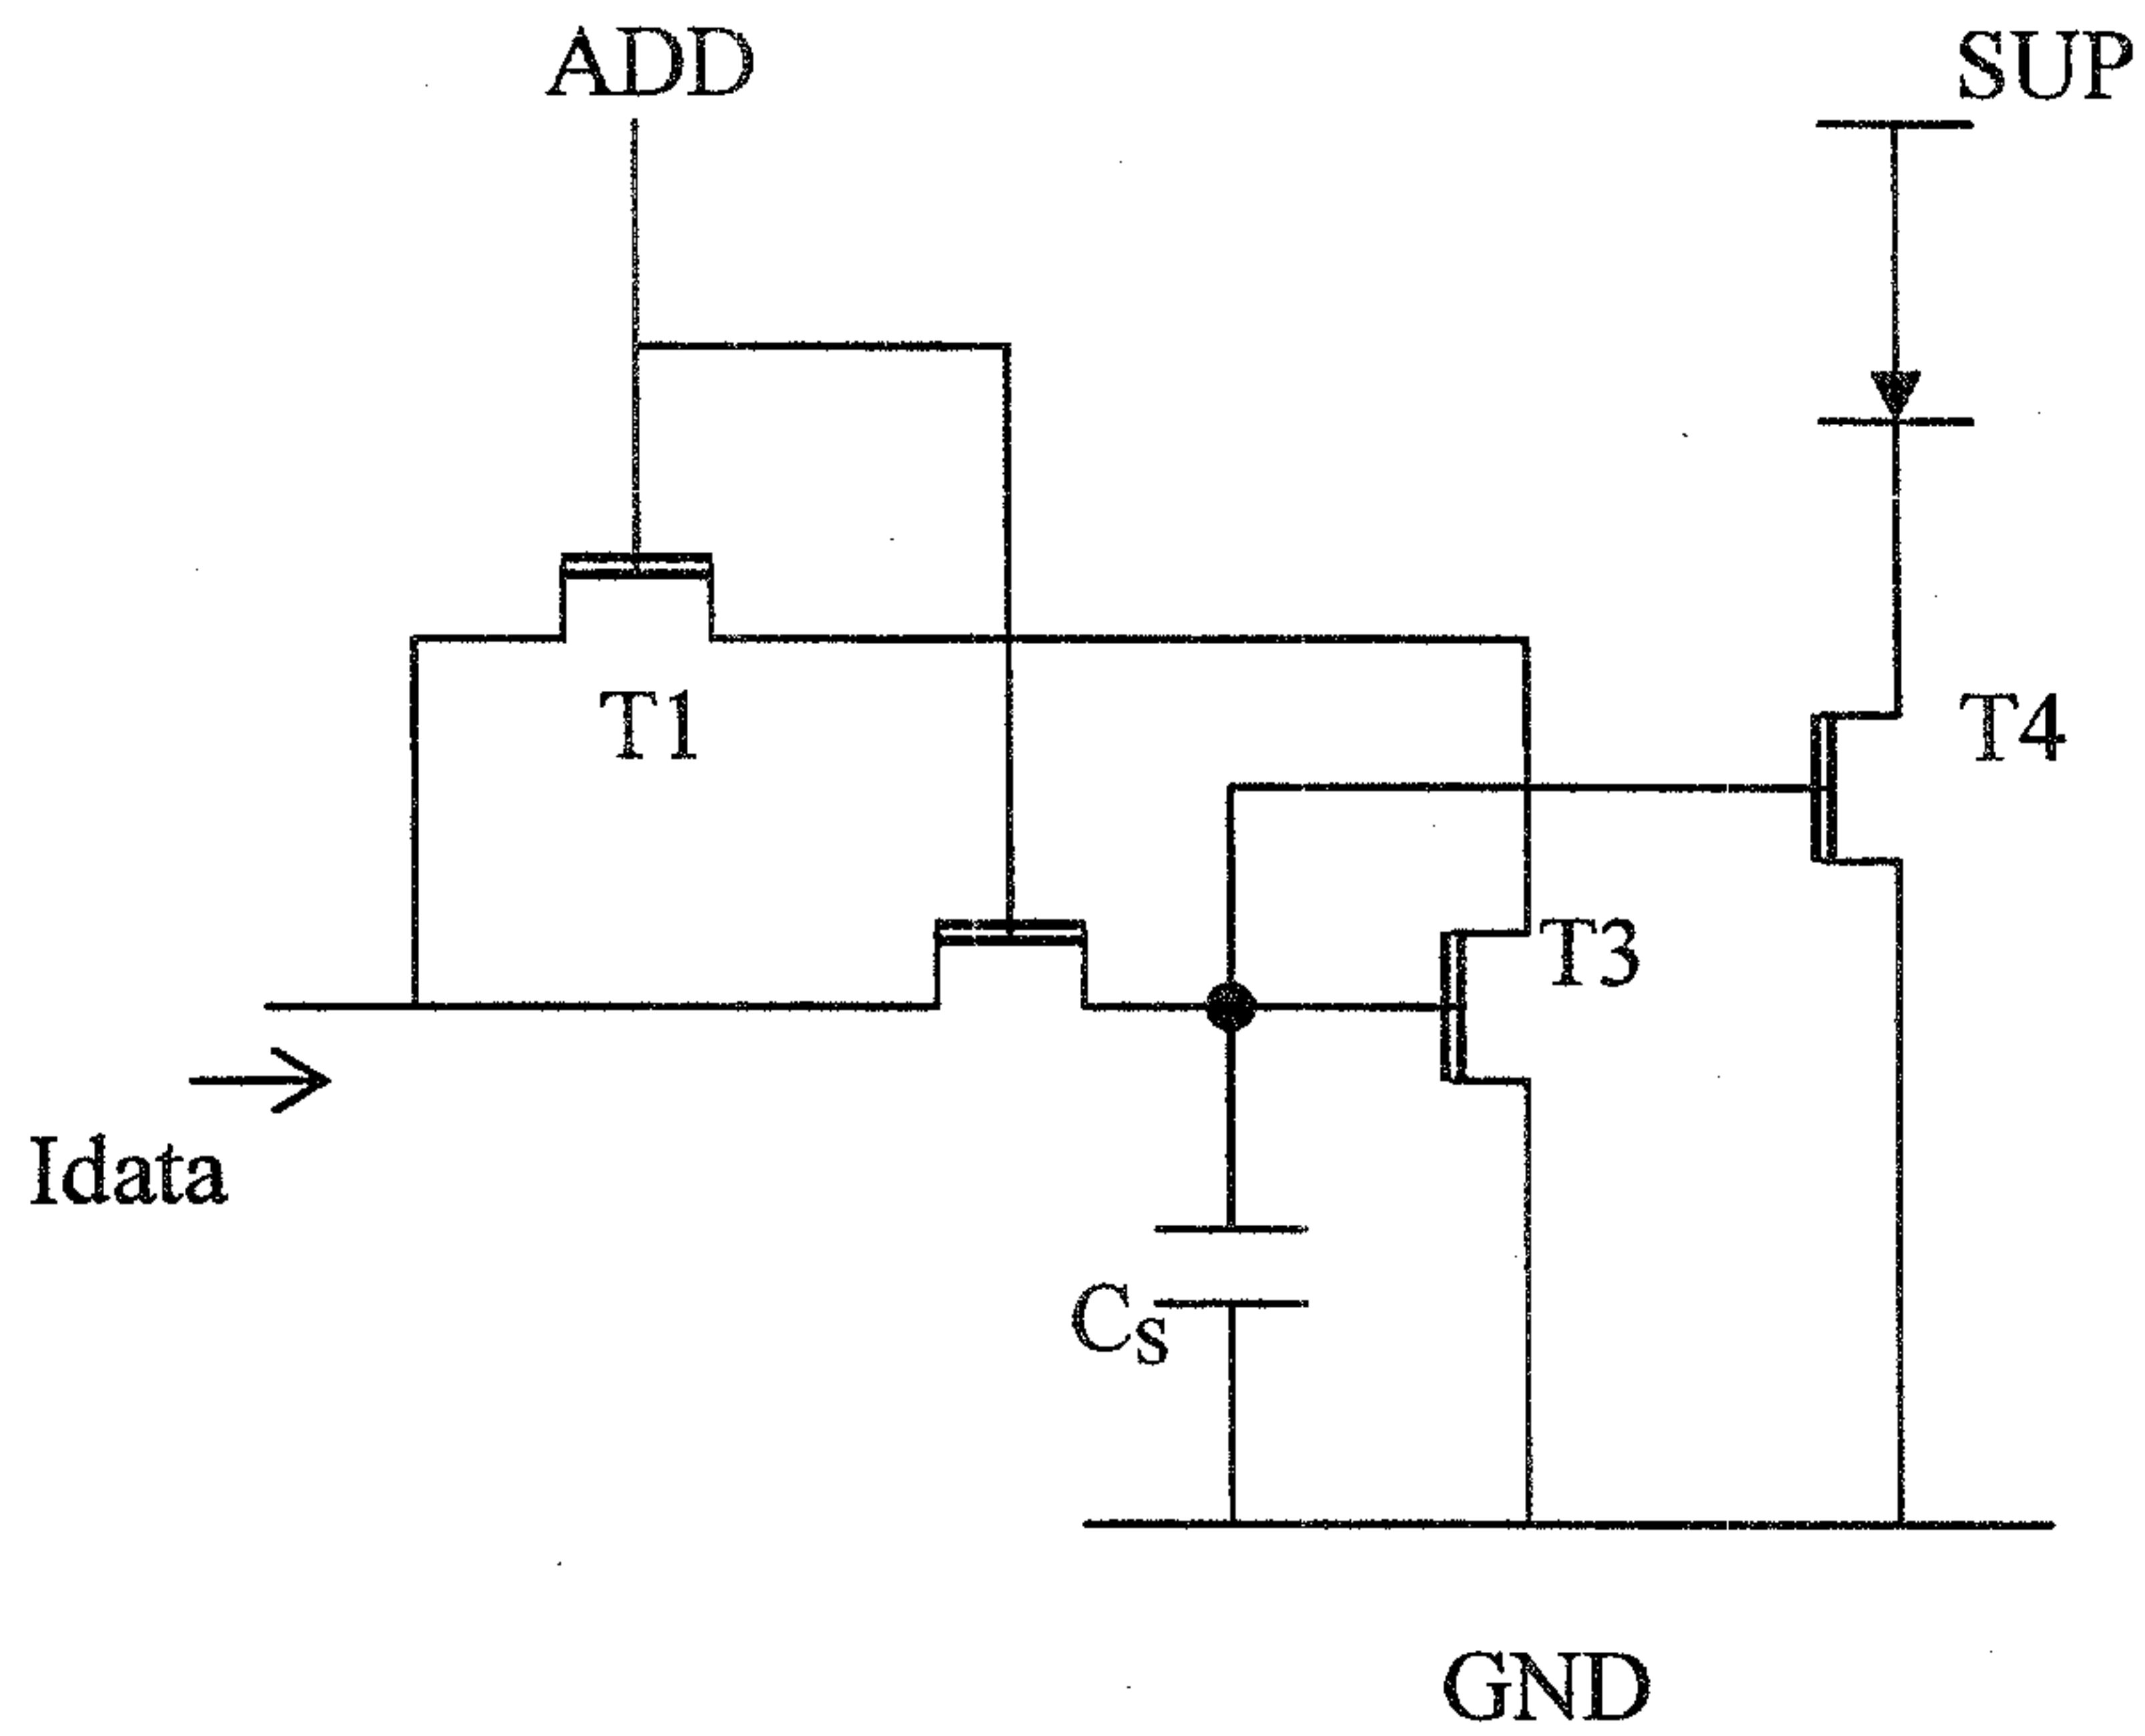 ADD
SUP
T1
T4
T3
Idata
Cs
GND